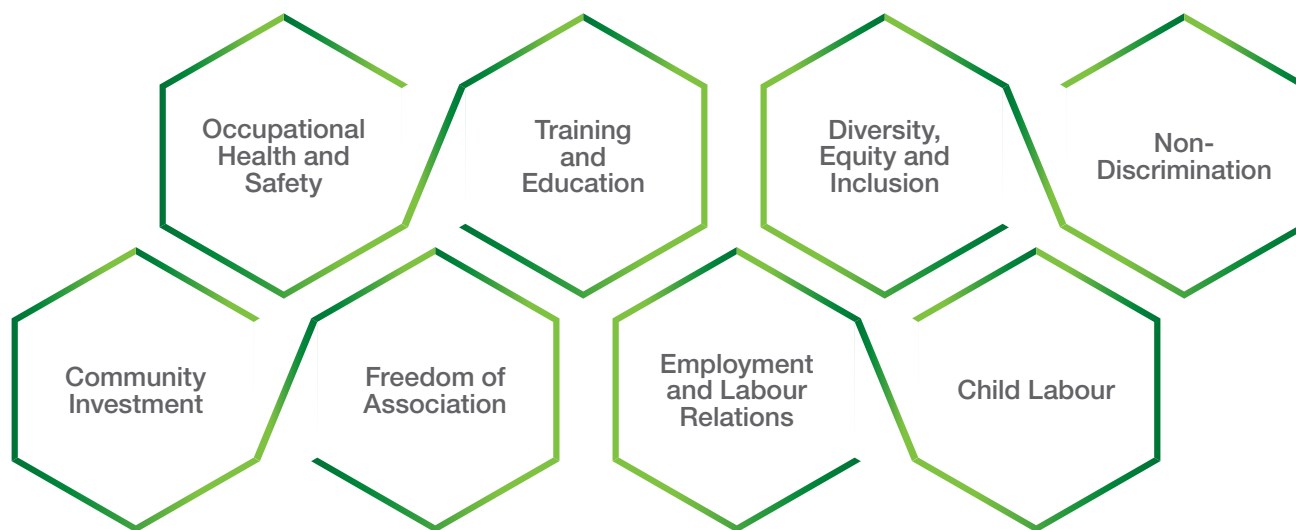 Occupational
Health and
Safety
Training
and
Education
Diversity,
Equity and
Inclusion
Non-
Discrimination
Community
Investment
Freedom of
Association
Employment
and Labour
Relations
Child Labour